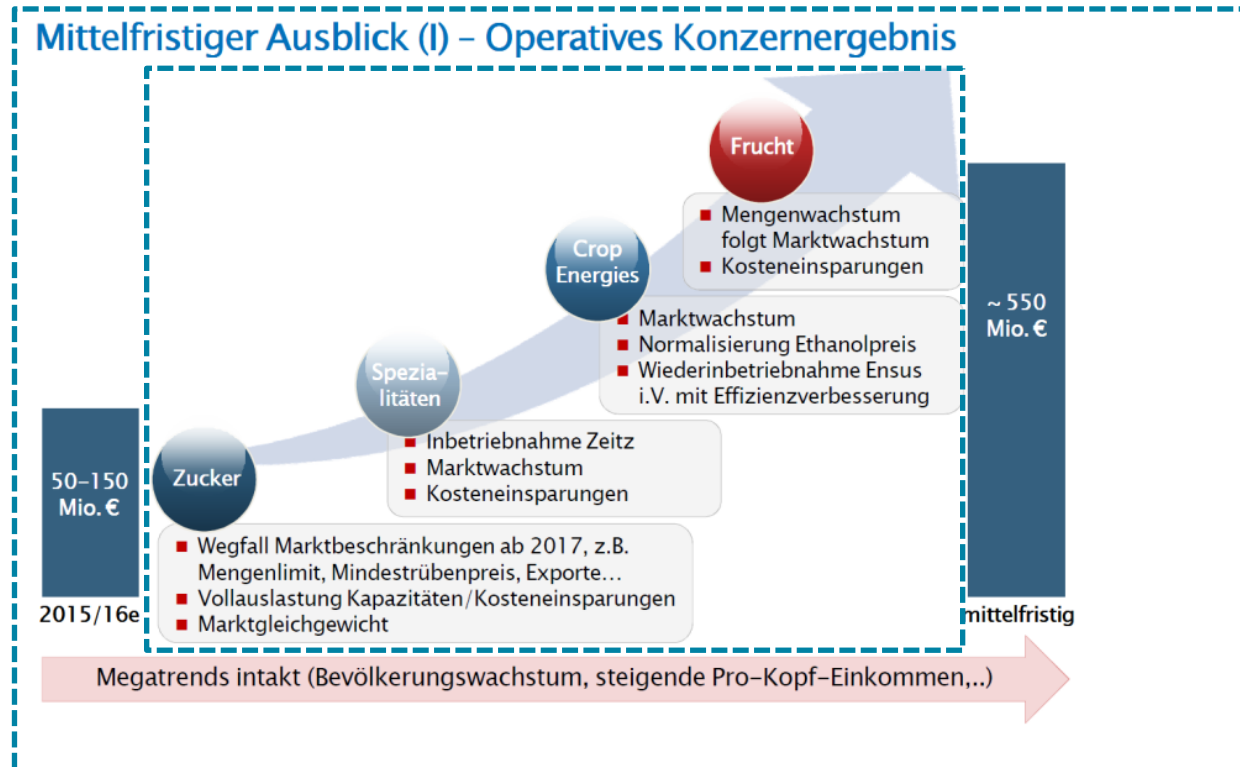 Mittelfristiger Ausblick (I) – Operatives Konzernergebnis
Frucht
■ Mengenwachstum
folgt Marktwachstum
■ Kosteneinsparungen
Crop
Energies
■ Marktwachstum
■ Normalisierung Ethanolpreis
■ Wiederinbetriebnahme Ensus
i.V. mit Effizienzverbesserung
~ 550
Mio. €
Spezia-
litäten
■ Inbetriebnahme Zeitz
■ Marktwachstum
■ Kosteneinsparungen
50–150
Mio. €
Zucker
■ Wegfall Marktbeschränkungen ab 2017, z.B.
Mengenlimit, Mindestrübenpreis, Exporte...
■ Vollauslastung Kapazitäten/Kosteneinsparungen
■ Marktgleichgewicht
2015/16e
mittelfristig
Megatrends intakt (Bevölkerungswachstum, steigende Pro-Kopf-Einkommen,..)